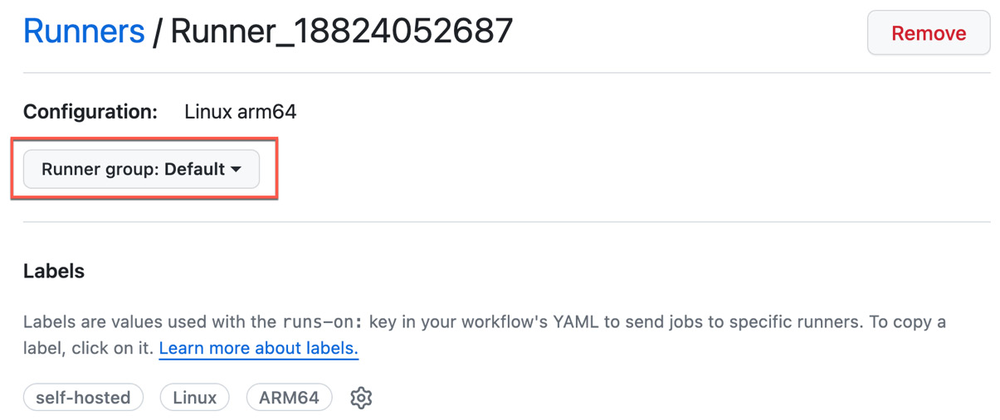 Runners / Runner_18824052687
Remove
Configuration: Linux arm64
Runner group: Default
Labels
Labels are values used with the runs-on: key in your workflow's YAML to send jobs to specific runners. To copy a
label, click on it. Learn more about labels.
self-hosted Linux ARM64